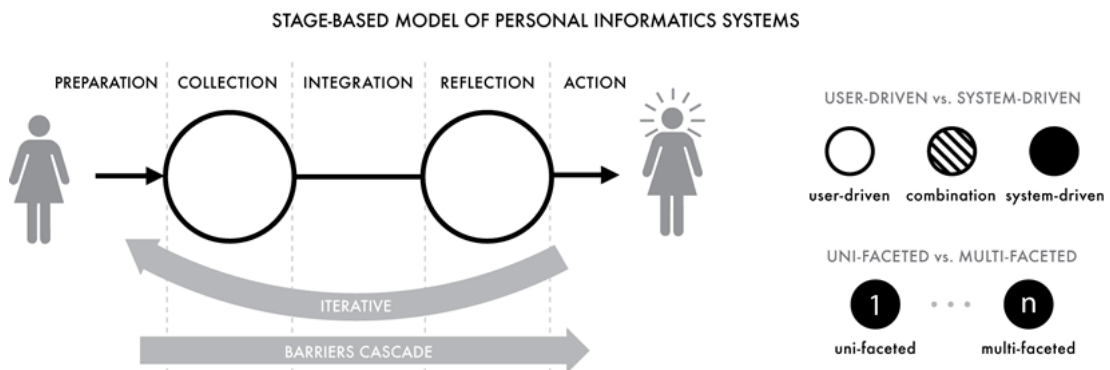 STAGE-BASED MODEL OF PERSONAL INFORMATICS SYSTEMS
PREPARATION COLLECTION INTEGRATION REFLECTION ACTION
ITERATIVE
BARRIERS CASCADE
USER-DRIVEN vs. SYSTEM-DRIVEN
user-driven combination system-driven
UNI-FACETED vs. MULTI-FACETED
1 n
uni-faceted multi-faceted